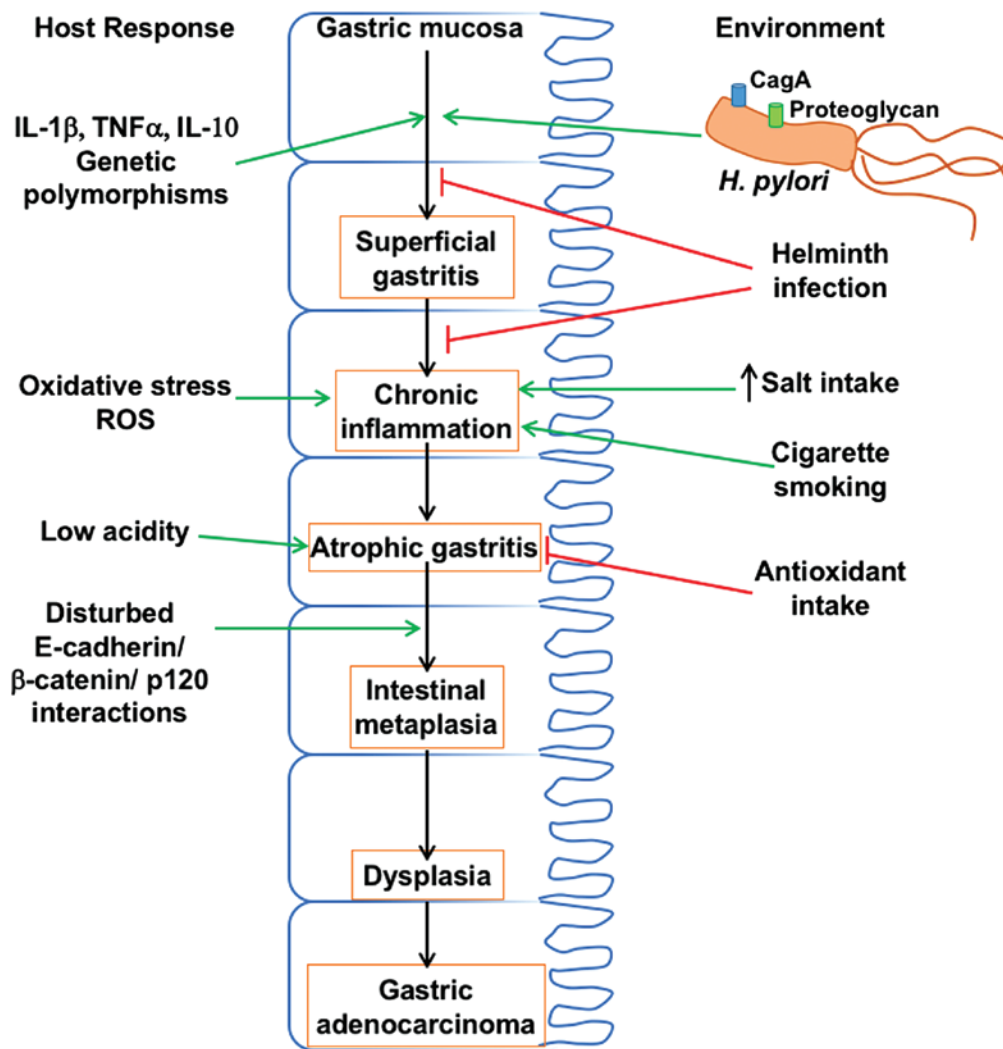 Host Response
Gastric mucosa
Environment
CagA
Proteoglycan
H. pylori
IL-1β, TNFα, IL-10
Genetic
polymorphisms
Superficial
gastritis
Helminth
infection
Oxidative stress
ROS
Chronic
inflammation
↑Salt intake
Cigarette
smoking
Low acidity
Atrophic gastritis
Antioxidant
intake
Disturbed
E-cadherin/
β-catenin/ p120
interactions
Intestinal
metaplasia
Dysplasia
Gastric
adenocarcinoma